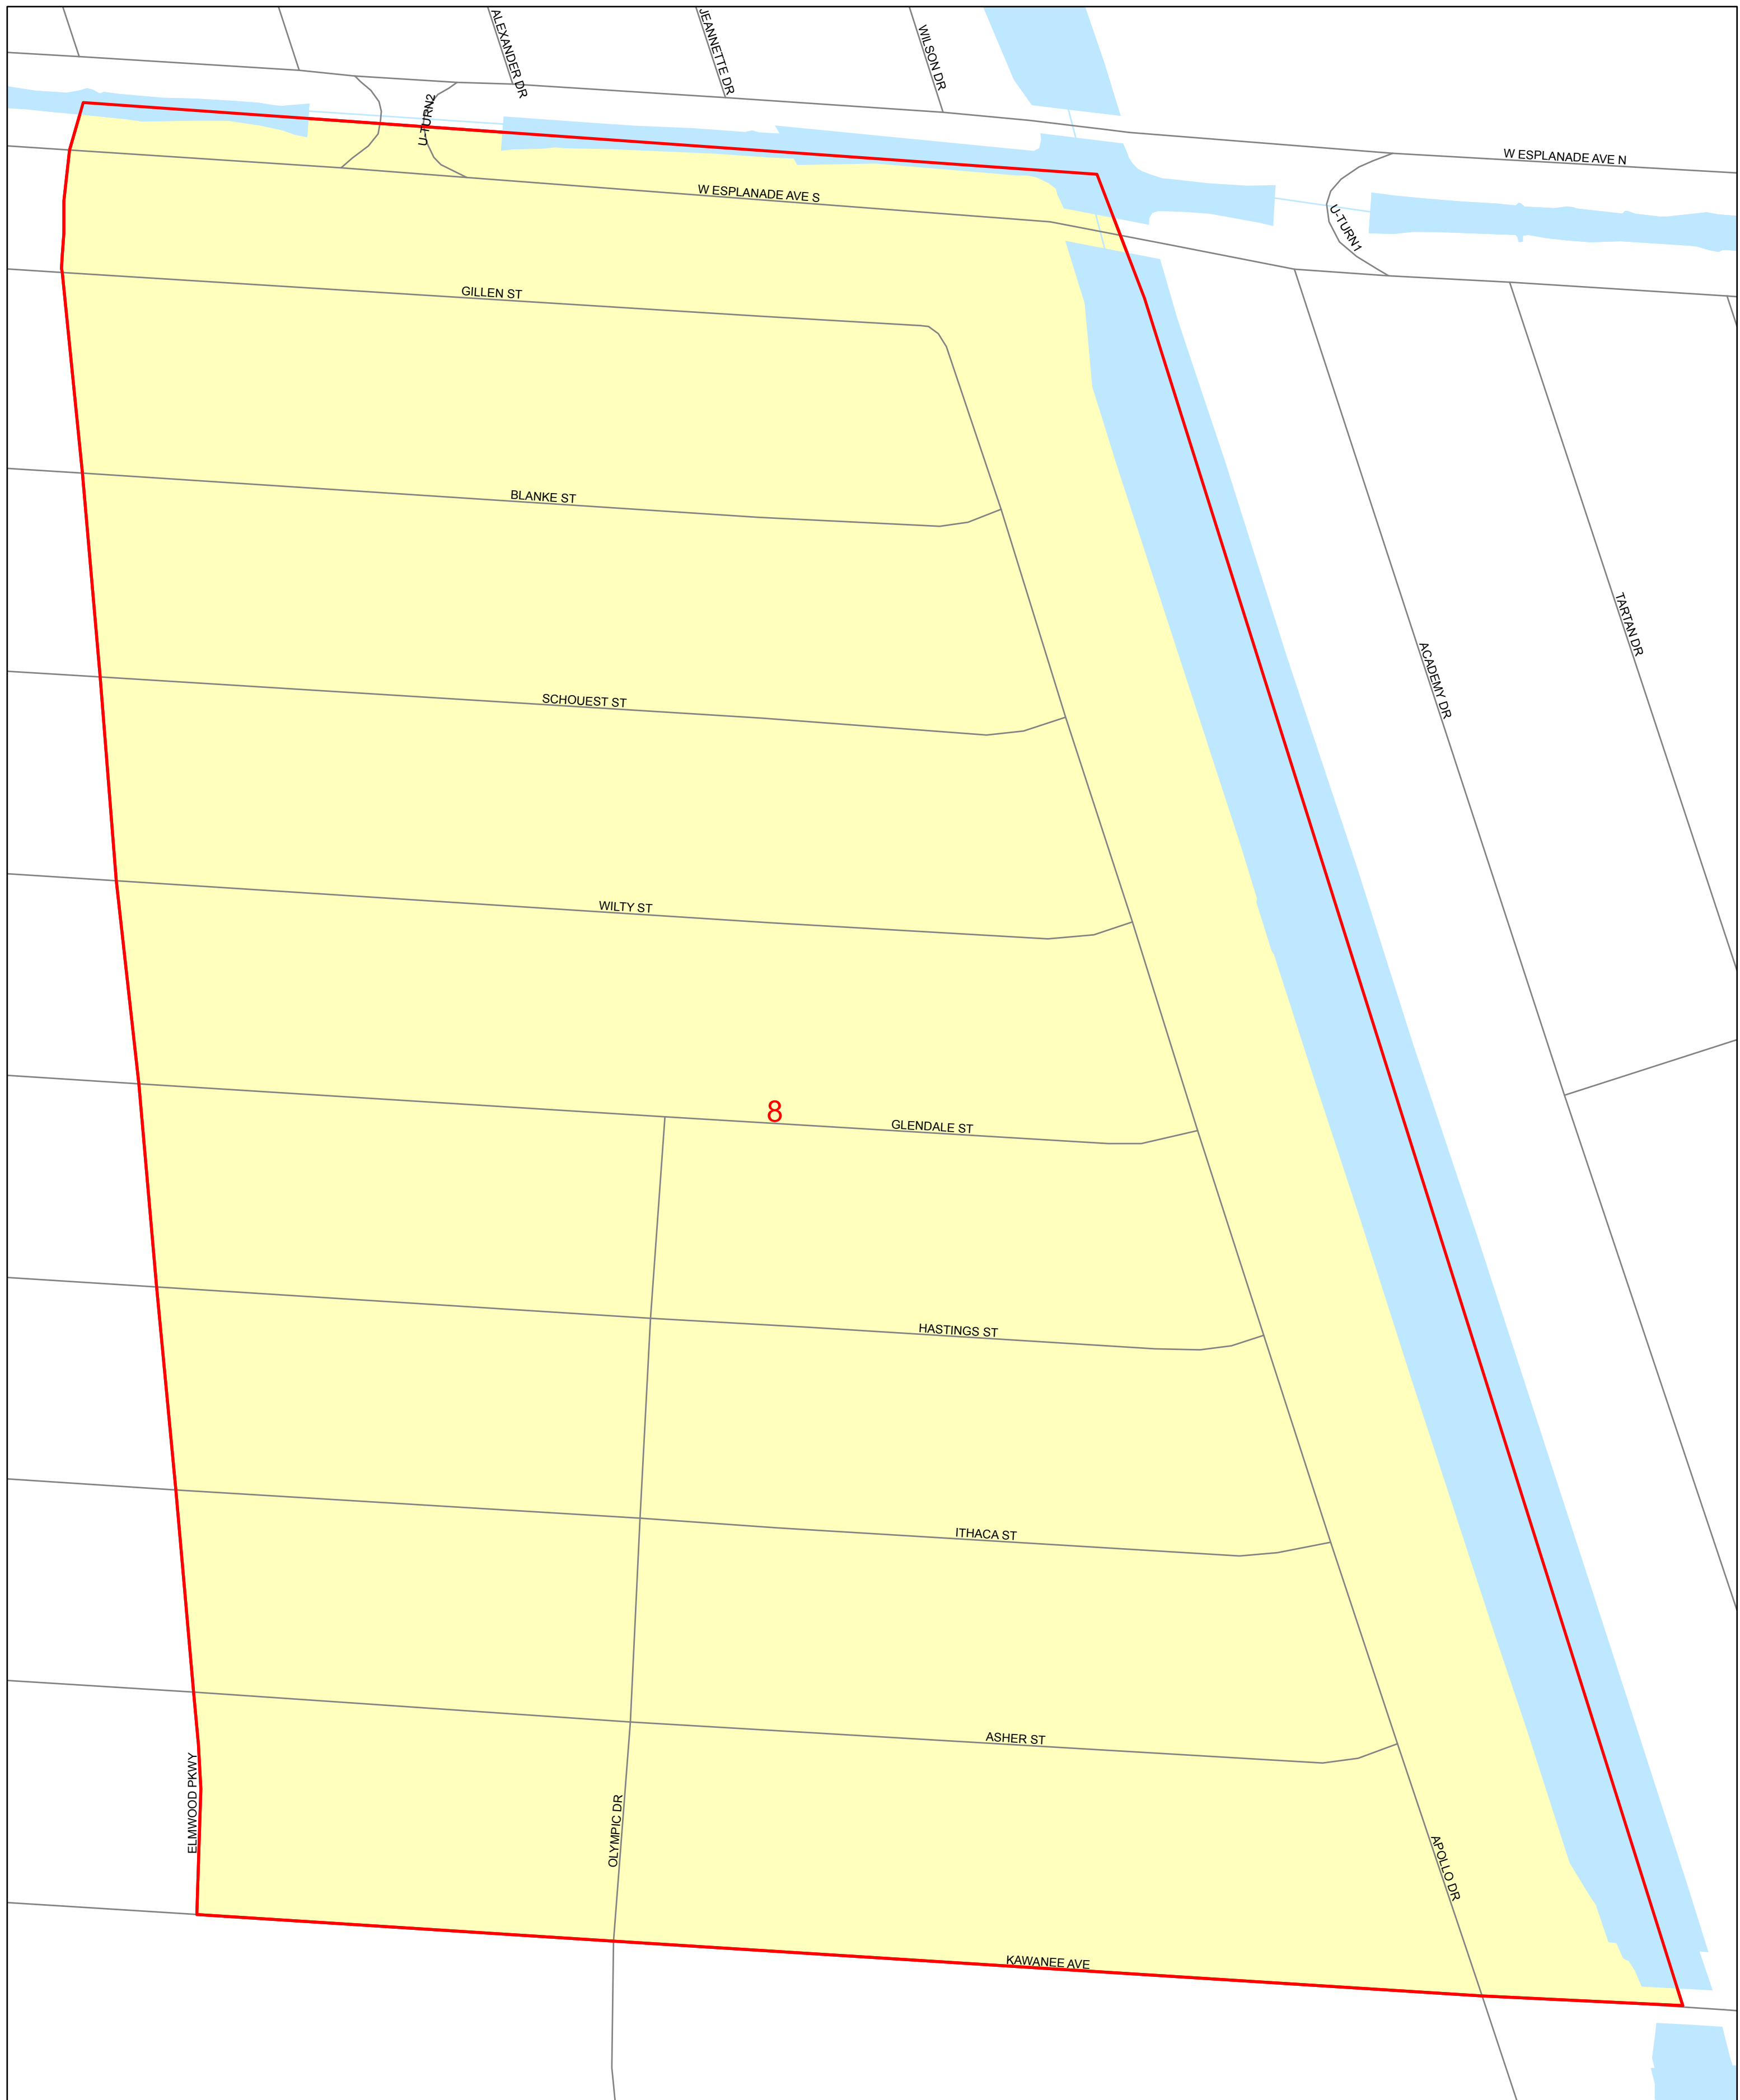 ALEXANDER DR
JEANNETTE DR
WILSON DR
U-TURN2
W ESPLANADE AVE N
W ESPLANADE AVE S
U-TURN1
GILLEN ST
BLANKE ST
TARTAN DR
ACADEMY DR
SCHOUEST ST
WILTY ST
8
GLENDALE ST
HASTINGS ST
ITHACA ST
ASHER ST
ELMWOOD PKWY
OLYMPIC DR
APOLLO DR
KAWANEE AVE